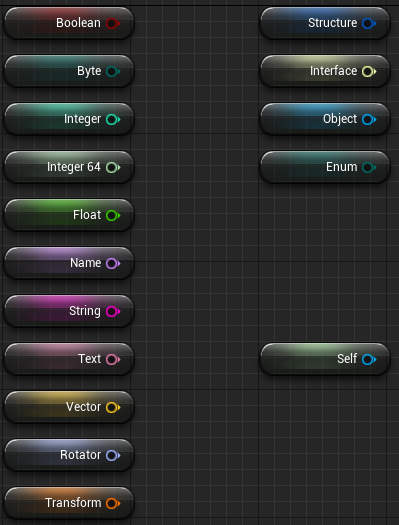 Boolean
Byte
Integer
Integer 64
Float
Name
String
Text
Vector
Rotator
Transform
Structure
Interface
Object
Enum
Self